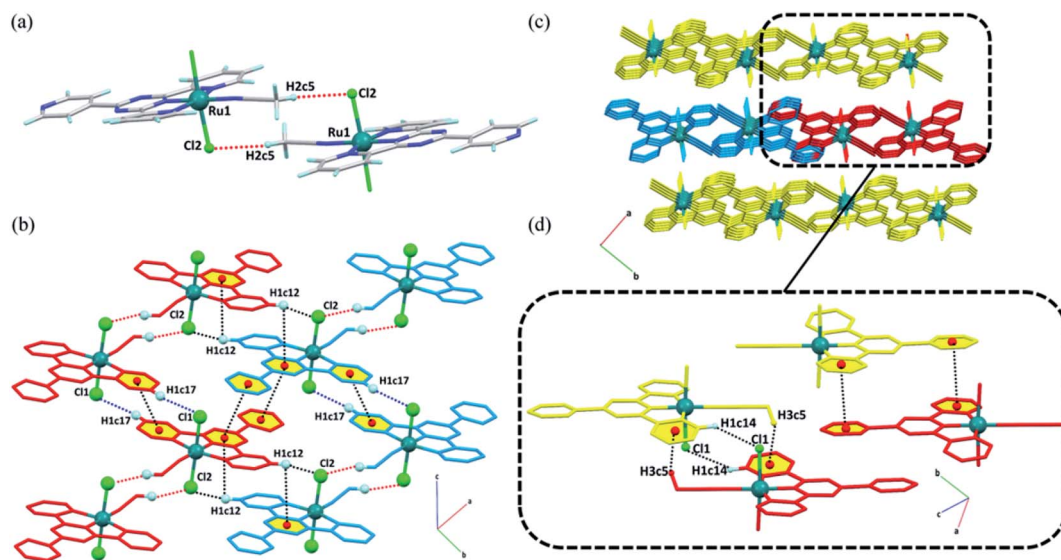 (a)
H2c5
Cl2
Ru1
Cl2
H2c5
Ru1
(c)
a
b
(b)
H1c12
Cl2
Cl2
H1c12
Cl1
H1c17
H1c17
Cl1
H1c17
H1c12
Cl2
Cl2
H1c12
c
a
b
(d)
H1c14
H3c5
Cl1
Cl1
H3c5
H1c14
b
c
a